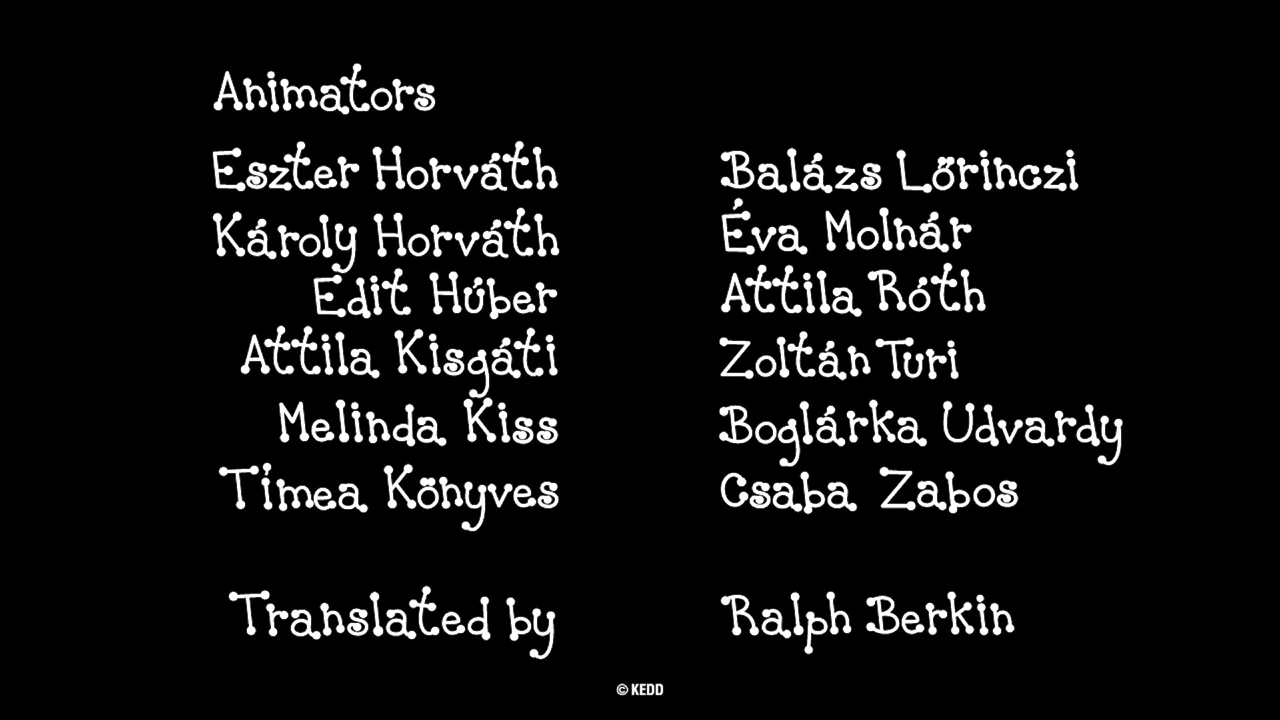 Animators
Eszter Horváth
Károly Horváth
Edit Húber
Attila Kisgáti
Melinda Kiss
Tímea Könyves
Balázs Lőrinczi
Éva Molnár
Attila Róth
Zoltán Turi
Boglárka Udvardy
Csaba Zabos
Translated by
Ralph Berkin
© KEDD